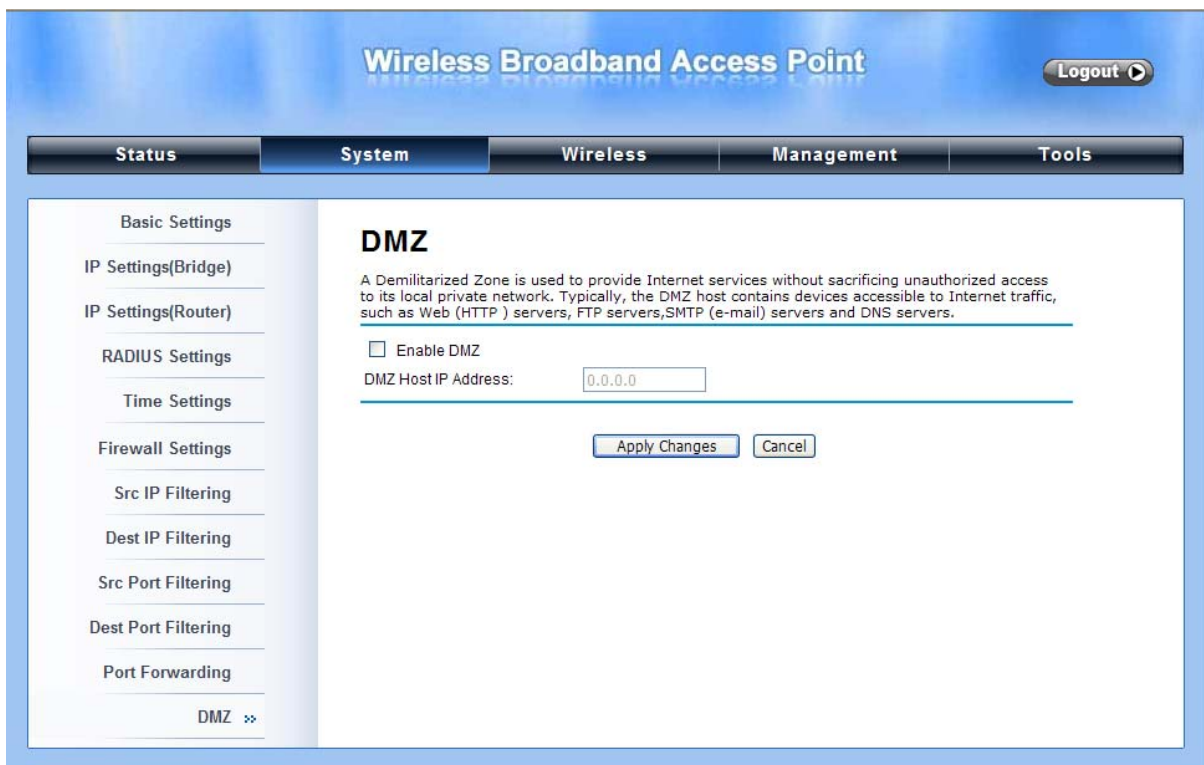 Wireless Broadband Access Point
Logout
Status System Wireless Management Tools
Basic Settings
IP Settings(Bridge)
IP Settings(Router)
RADIUS Settings
Time Settings
Firewall Settings
Src IP Filtering
Dest IP Filtering
Src Port Filtering
Dest Port Filtering
Port Forwarding
DMZ
DMZ
A Demilitarized Zone is used to provide Internet services without sacrificing unauthorized access
to its local private network. Typically, the DMZ host contains devices accessible to Internet traffic,
such as Web (HTTP ) servers, FTP servers,SMTP (e-mail) servers and DNS servers.
Enable DMZ
DMZ Host IP Address: 0.0.0.0
Apply Changes Cancel